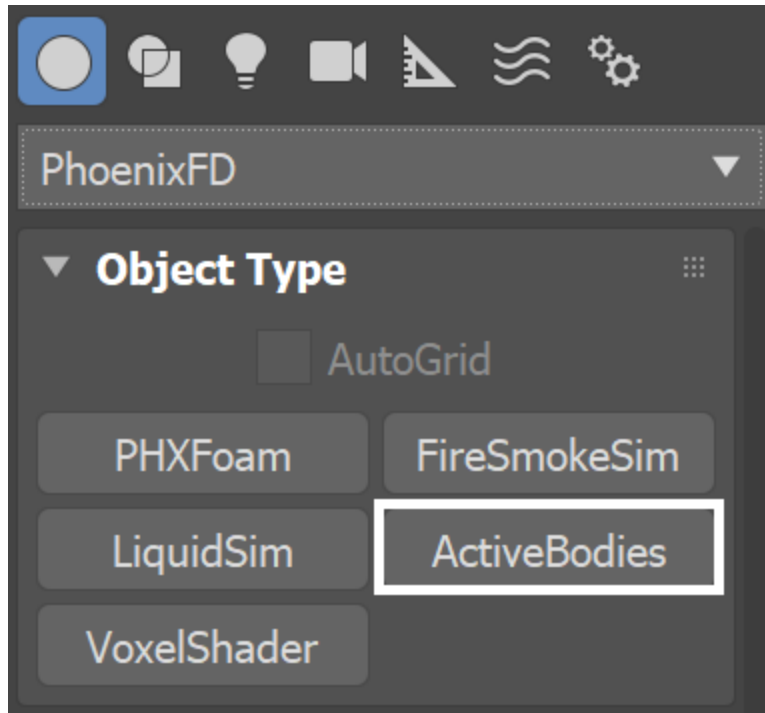 PhoenixFD
Object Type
AutoGrid
PHXFoam FireSmokeSim
LiquidSim ActiveBodies
VoxelShader